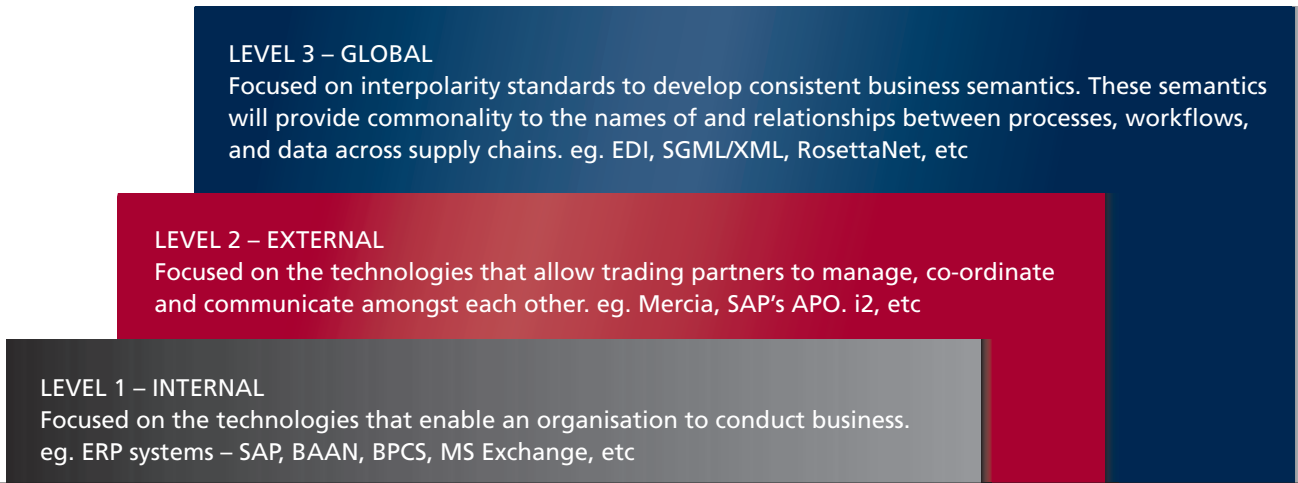 LEVEL 3 – GLOBAL
Focused on interpolarity standards to develop consistent business semantics. These semantics
will provide commonality to the names of and relationships between processes, workflows,
and data across supply chains. eg. EDI, SGML/XML, RosettaNet, etc
LEVEL 2 – EXTERNAL
Focused on the technologies that allow trading partners to manage, co-ordinate
and communicate amongst each other. eg. Mercia, SAP’s APO. i2, etc
LEVEL 1 – INTERNAL
Focused on the technologies that enable an organisation to conduct business.
eg. ERP systems – SAP, BAAN, BPCS, MS Exchange, etc